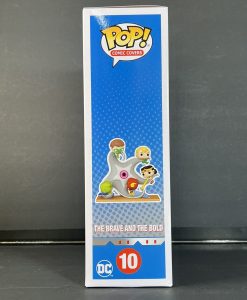 POP!
COMIC COVERS
THE BRAVE AND THE BOLD
DC
10